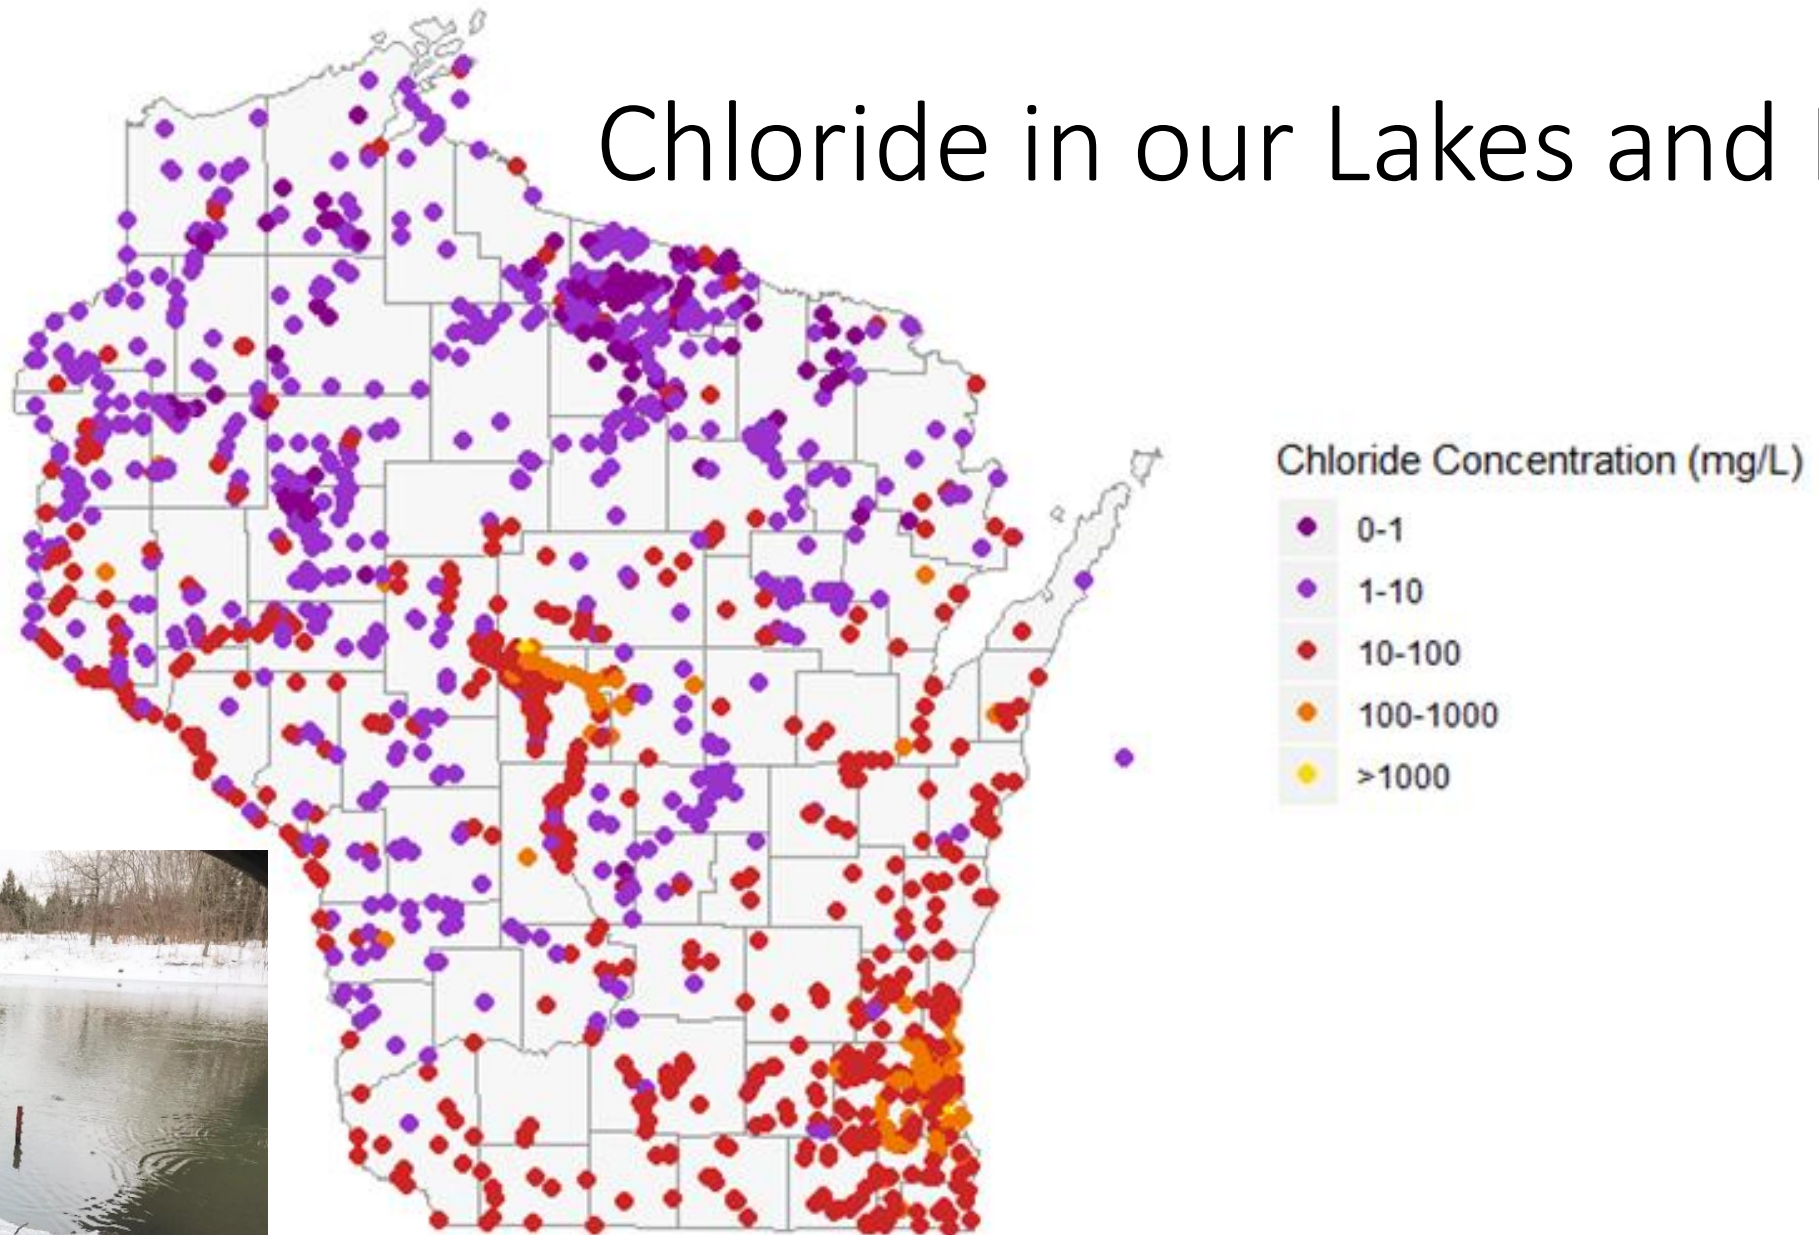 Chloride in our Lakes and
Chloride Concentration (mg/L)
0-1
1-10
10-100
100-1000
>1000